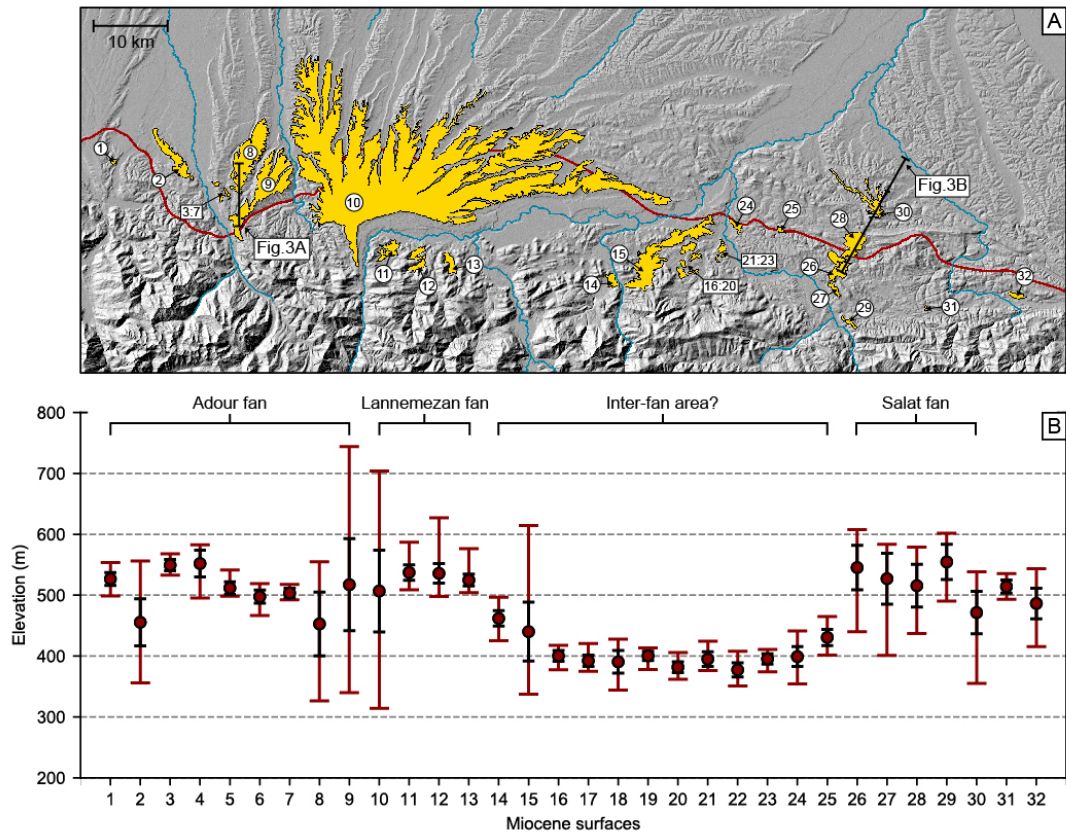 A
10 km
1
2
3:7
8
9
Fig.3A
10
11
12
13
14
15
16:20
21:23
24
25
26
27
28
29
30
31
32
Fig.3B
B
Adour fan
Lannemezan fan
Inter-fan area?
Salat fan
Elevation (m)
800
700
600
500
400
300
200
1 2 3 4 5 6 7 8 9 10 11 12 13 14 15 16 17 18 19 20 21 22 23 24 25 26 27 28 29 30 31 32
Miocene surfaces